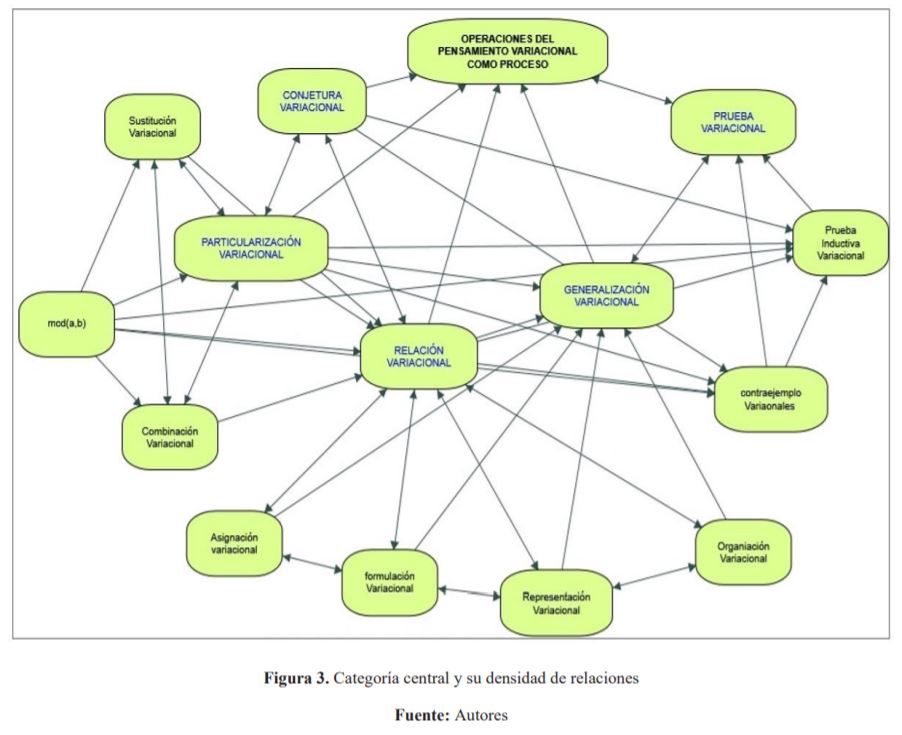 OPERACIONES DEL
PENSAMIENTO VARIACIONAL
COMO PROCESO
CONJETURA
VARIACIONAL
PRUEBA
VARIACIONAL
Sustitución
Variacional
PARTICULARIZACIÓN
VARIACIONAL
Prueba
Inductiva
Variacional
GENERALIZACIÓN
VARIACIONAL
mod(a,b)
RELACIÓN
VARIACIONAL
contraejemplo
Variaonales
Combinación
Variacional
Asignación
variacional
formulación
Variacional
Representación
Variacional
Organiación
Variacional
Figura 3. Categoría central y su densidad de relaciones
Fuente: Autores